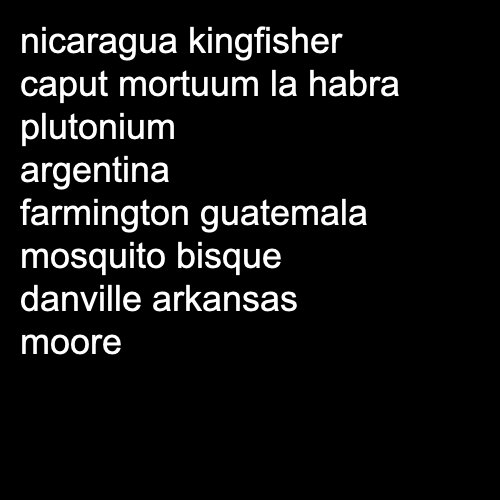 nicaragua kingfisher
caput mortuum la habra
plutonium
argentina
farmington guatemala
mosquito bisque
danville arkansas
moore